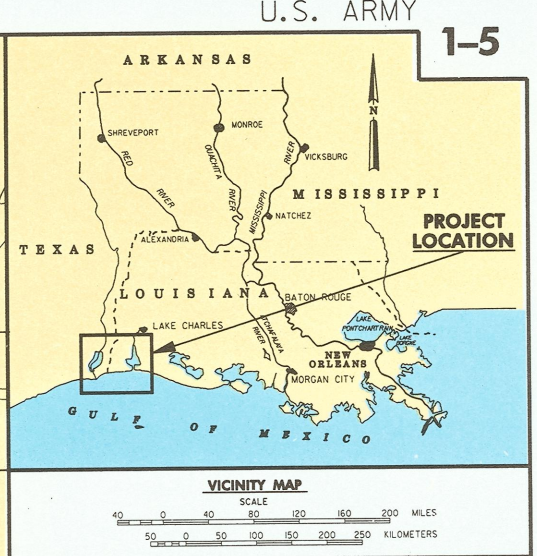 U.S. ARMY
1-5
ARKANSAS
N
SHREVEPORT
MONROE
VICKSBURG
RED
RIVER
OUACHITA
RIVER
MISSISSIPPI
RIVER
MISSISSIPPI
NATCHEZ
PROJECT
LOCATION
ALEXANDRIA
TEXAS
LOUISIANA
BATON ROUGE
LAKE CHARLES
ATCHAFALAYA
RIVER
LAKE
PONTCHARTRAIN
LAKE
BORGNE
NEW
ORLEANS
MORGAN CITY
GULF OF MEXICO
VICINITY MAP
SCALE
40 0 40 80 120 160 200 MILES
50 0 50 100 150 200 250 KILOMETERS